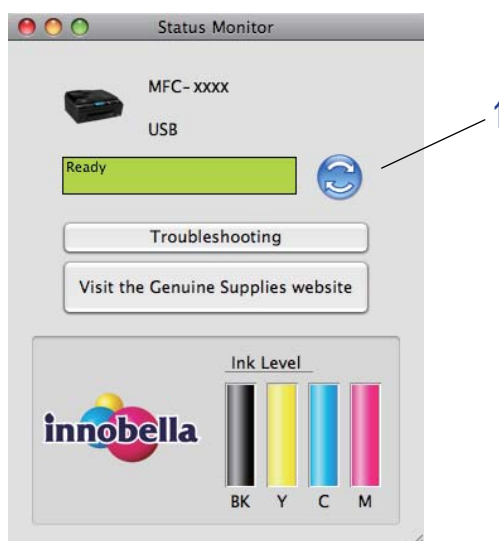 Status Monitor
MFC- xxxx
1
USB
Ready
Troubleshooting
Visit the Genuine Supplies website
Ink Level
innobella
BK Y C M